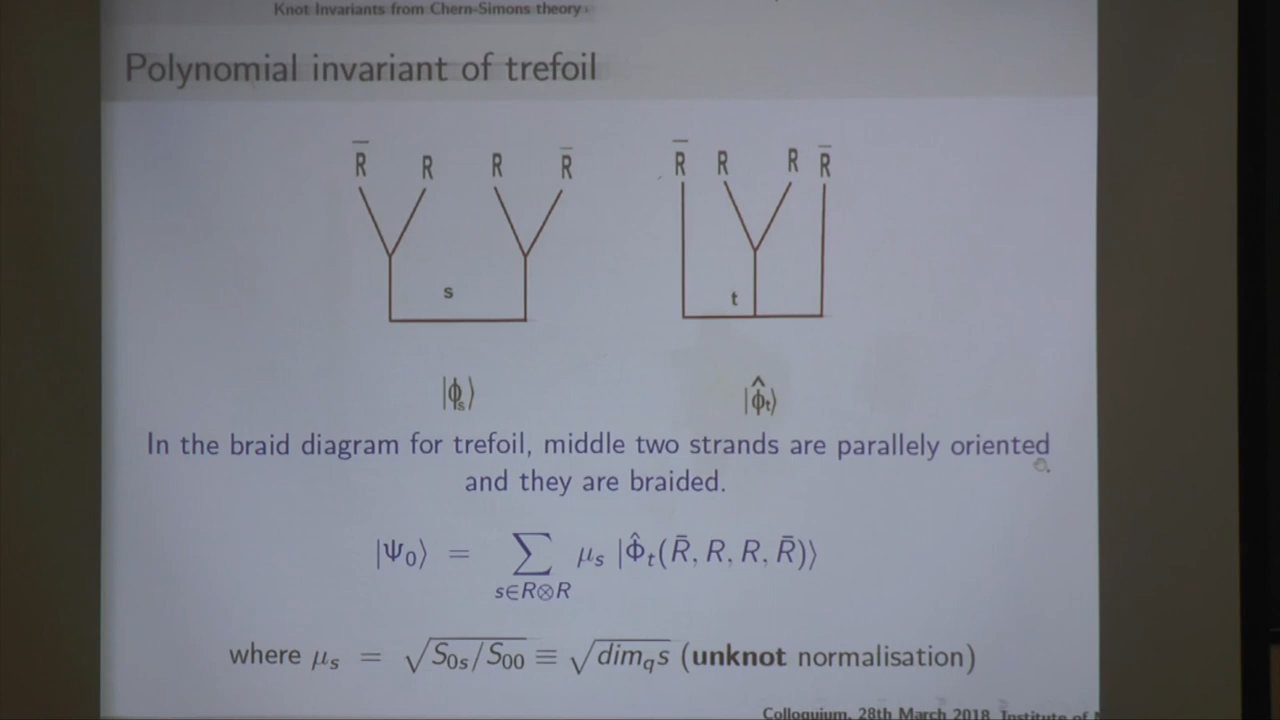 Knot Invariants from Chern-Simons theory
Polynomial invariant of trefoil
R̄ R R R̄ R̄ R R R̄
s t
|ϕₛ⟩ |ϕ̂ₜ⟩
In the braid diagram for trefoil, middle two strands are parallely oriented
and they are braided.
|Ψ₀⟩ = ∑ μₛ |Φ̂ₜ(R̄, R, R, R̄)⟩
s∈R⊗R
where μₛ = √S₀ₛ/S₀₀ ≡ √dim_q s (unknot normalisation)
Colloquium, 28th March 2018, Institute of